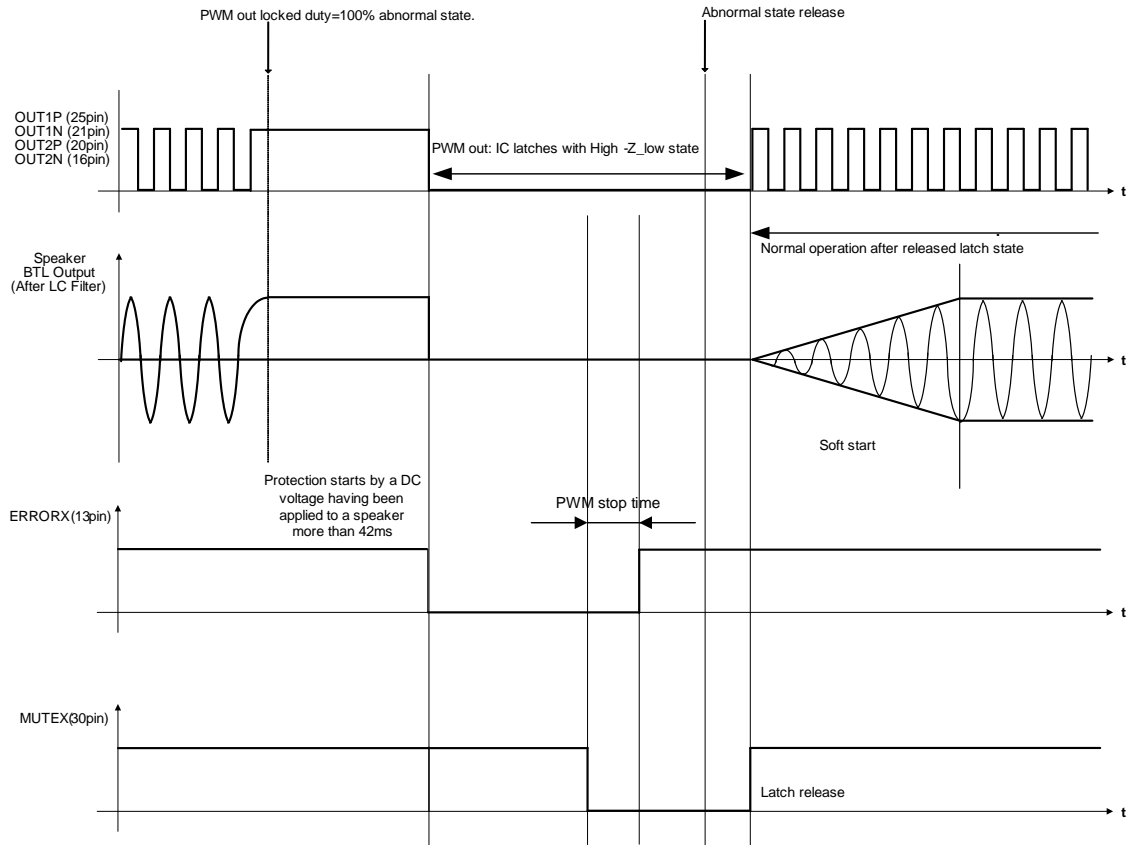 PWM out locked duty=100% abnormal state.
Abnormal state release
OUT1P (25pin)
OUT1N (21pin)
OUT2P (20pin)
OUT2N (16pin)
PWM out: IC latches with High -Z_low state
t
Normal operation after released latch state
Speaker
BTL Output
(After LC Filter)
t
Soft start
Protection starts by a DC
voltage having been
applied to a speaker
more than 42ms
PWM stop time
ERRORX(13pin)
t
MUTEX(30pin)
Latch release
t